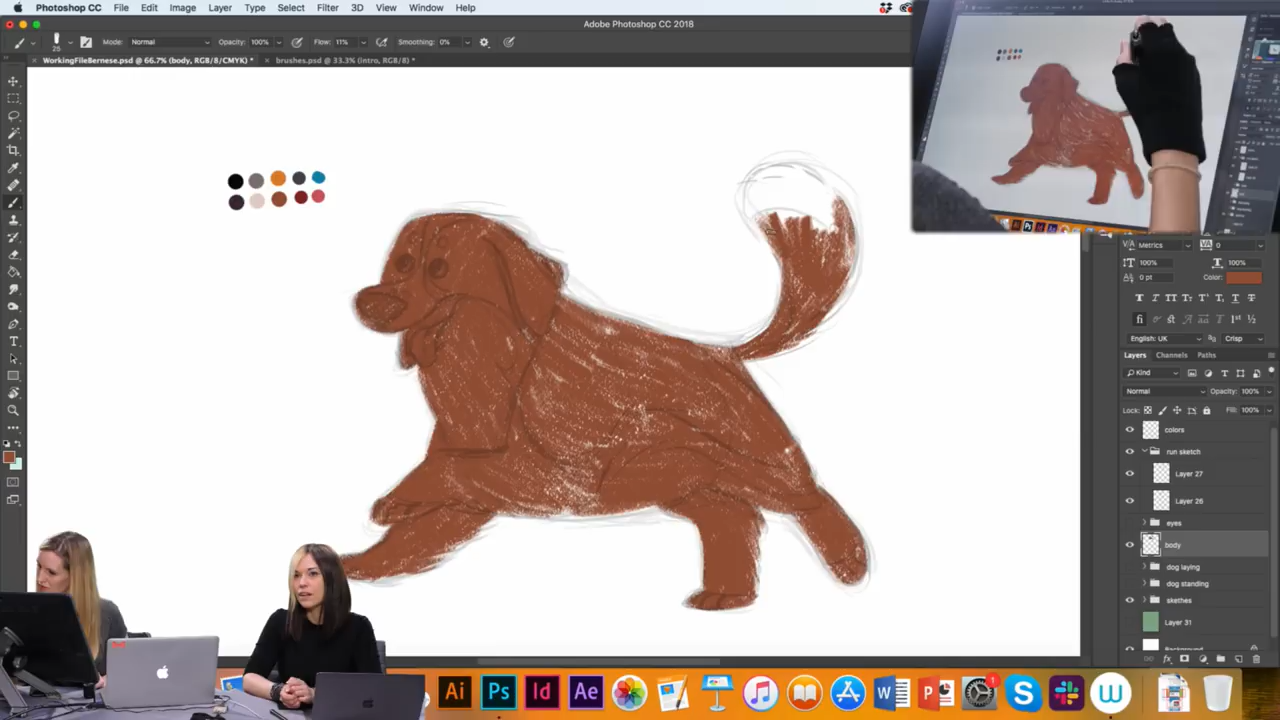 Photoshop CC File Edit Image Layer Type Select Filter 3D View Window Help
Adobe Photoshop CC 2018
25 Mode: Normal Opacity: 100% Flow: 11% Smoothing: 0%
WorkingFileBernese.psd @ 66.7% (body, RGB/8/CMYK) * brushes.psd @ 33.3% (intro, RGB/8) *
Metrics 0
100% 100%
0 pt Color:
English: UK Crisp
Layers Channels Paths
Kind
Normal Opacity: 100%
Lock: Fill: 100%
colors
run sketch
Layer 27
Layer 26
eyes
body
dog laying
dog standing
skethes
Layer 31
Background
Ai Ps Id Ae W P 1 S W